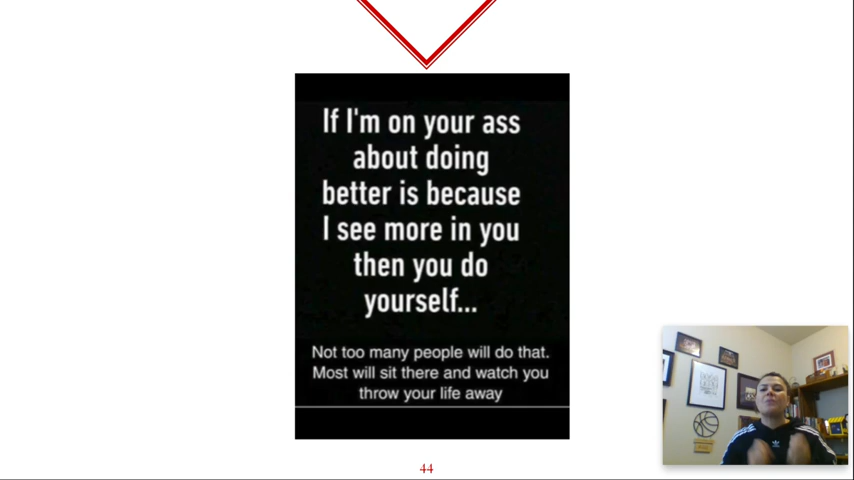 If I'm on your ass
about doing
better is because
I see more in you
then you do
yourself...
Not too many people will do that.
Most will sit there and watch you
throw your life away
44